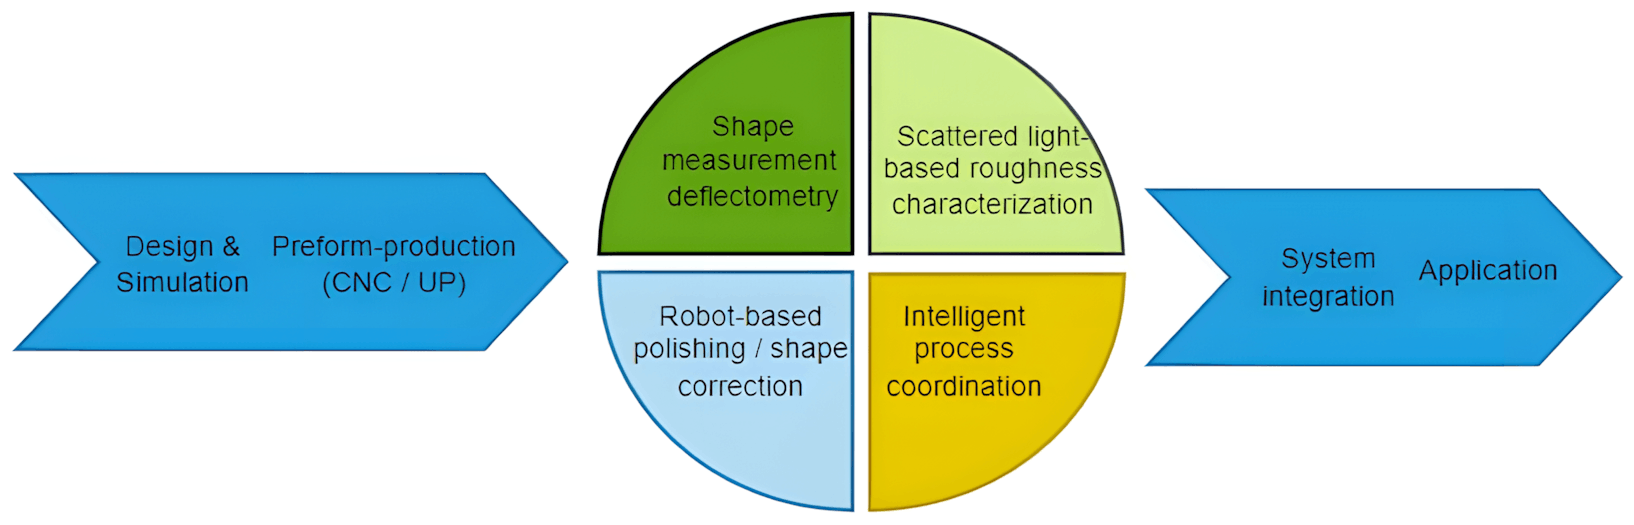 Design &
Simulation
Preform-production
(CNC / UP)
Shape
measurement
deflectometry
Scattered light-
based roughness
characterization
Robot-based
polishing / shape
correction
Intelligent
process
coordination
System
integration
Application